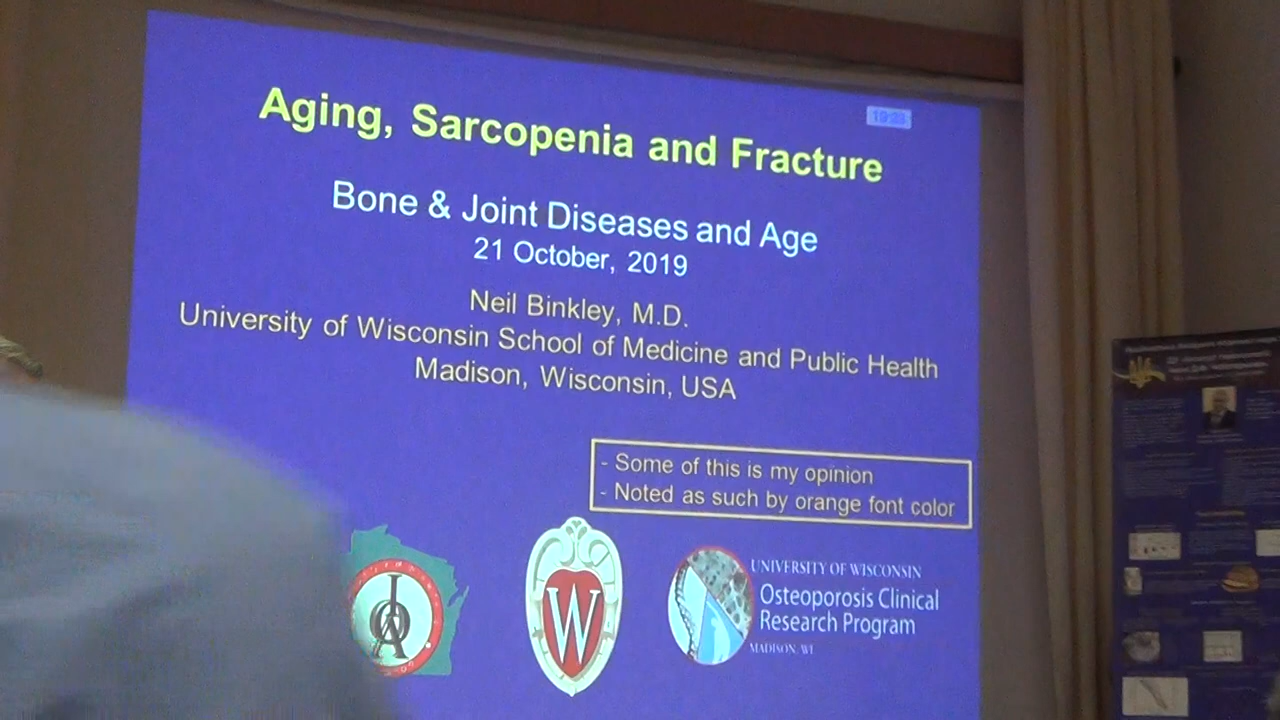 Aging, Sarcopenia and Fracture
Bone & Joint Diseases and Age
21 October, 2019
Neil Binkley, M.D.
University of Wisconsin School of Medicine and Public Health
Madison, Wisconsin, USA
- Some of this is my opinion
- Noted as such by orange font color
W
UNIVERSITY OF WISCONSIN
Osteoporosis Clinical
Research Program
MADISON, WI